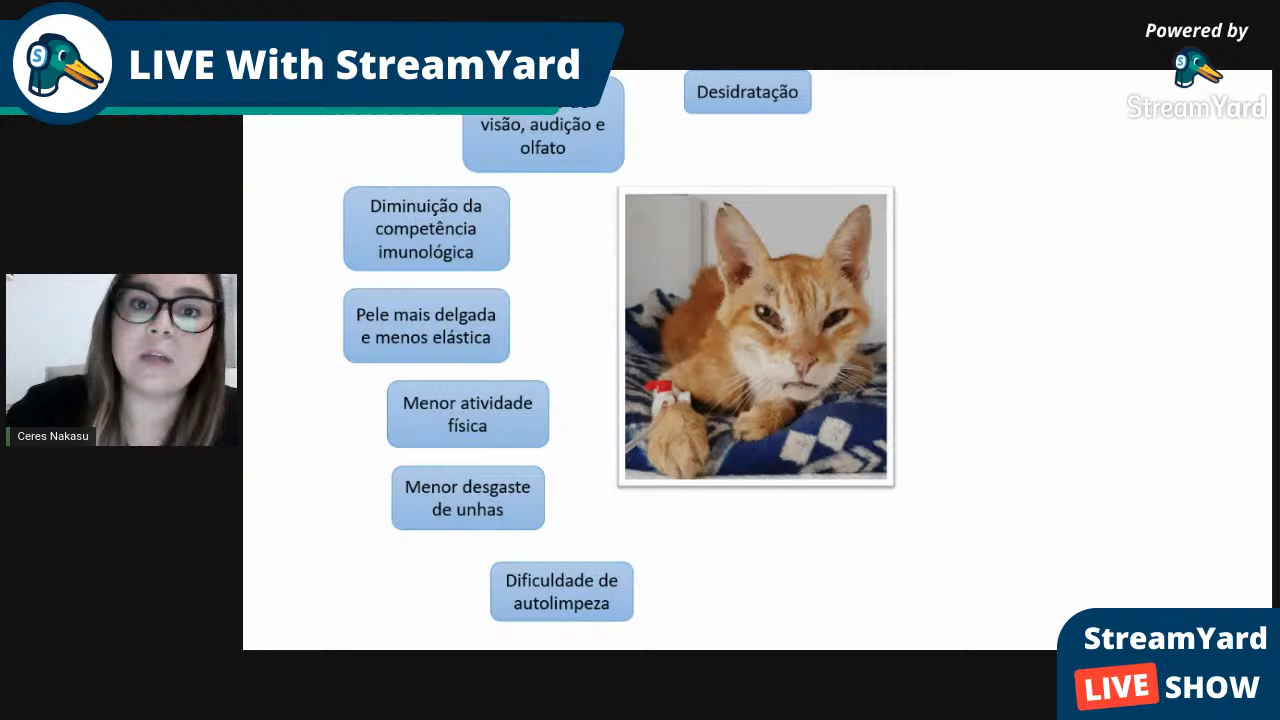 LIVE With StreamYard
Powered by
StreamYard
Desidratação
visão, audição e
olfato
Diminuição da
competência
imunológica
Pele mais delgada
e menos elástica
Menor atividade
física
Menor desgaste
de unhas
Dificuldade de
autolimpeza
Ceres Nakasu
StreamYard
LIVE SHOW